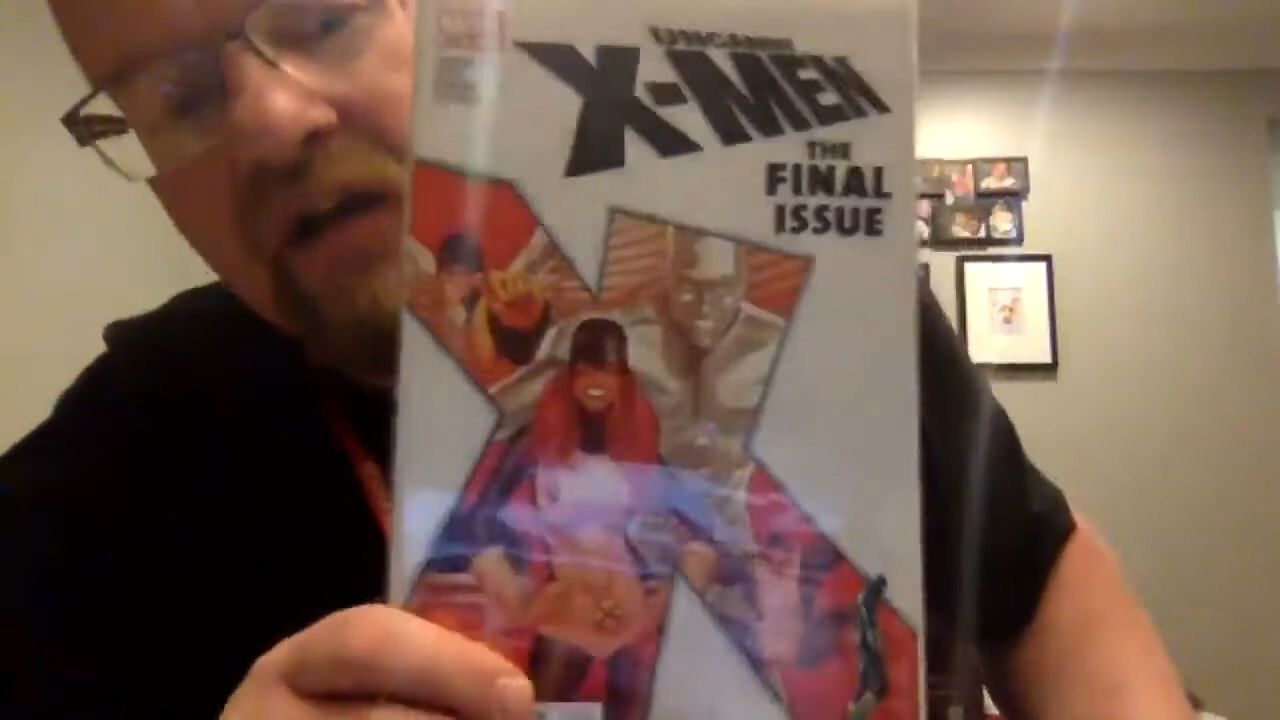 UNCANNY
X-MEN
THE
FINAL
ISSUE